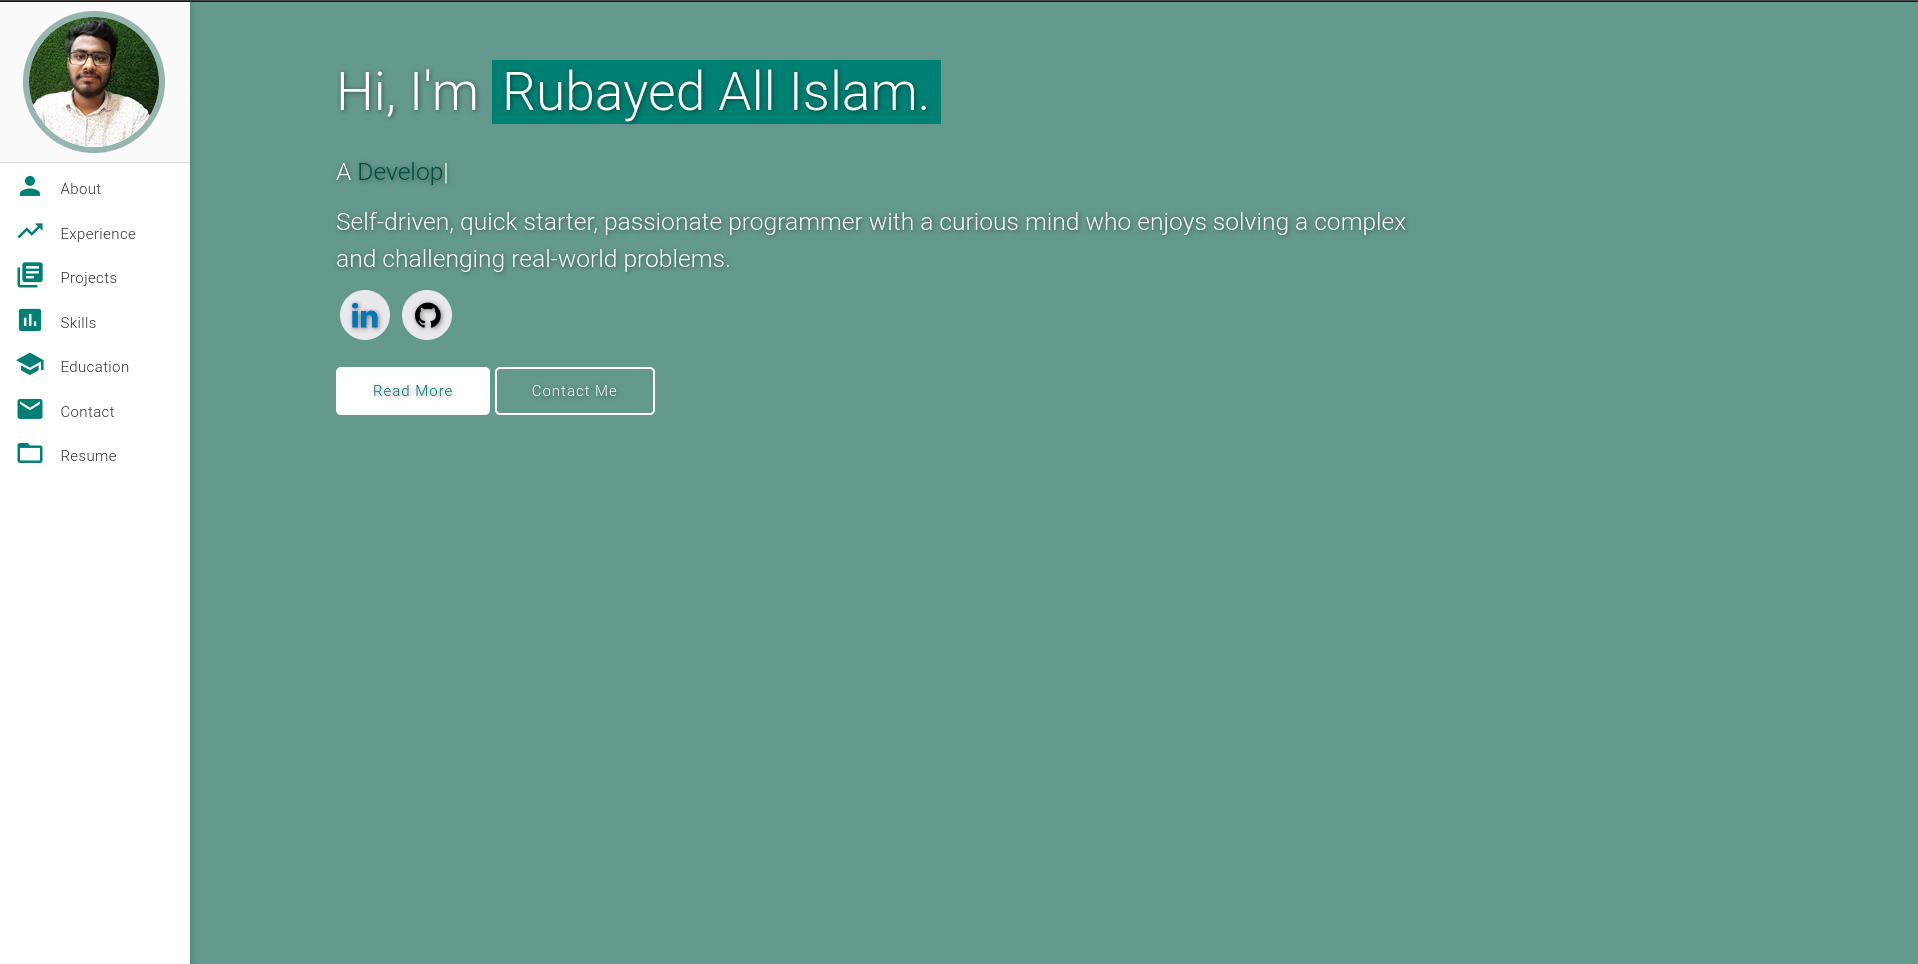 About
Experience
Projects
Skills
Education
Contact
Resume
Hi, I'm Rubayed All Islam.
A Develop|
Self-driven, quick starter, passionate programmer with a curious mind who enjoys solving a complex
and challenging real-world problems.
in
Read More
Contact Me